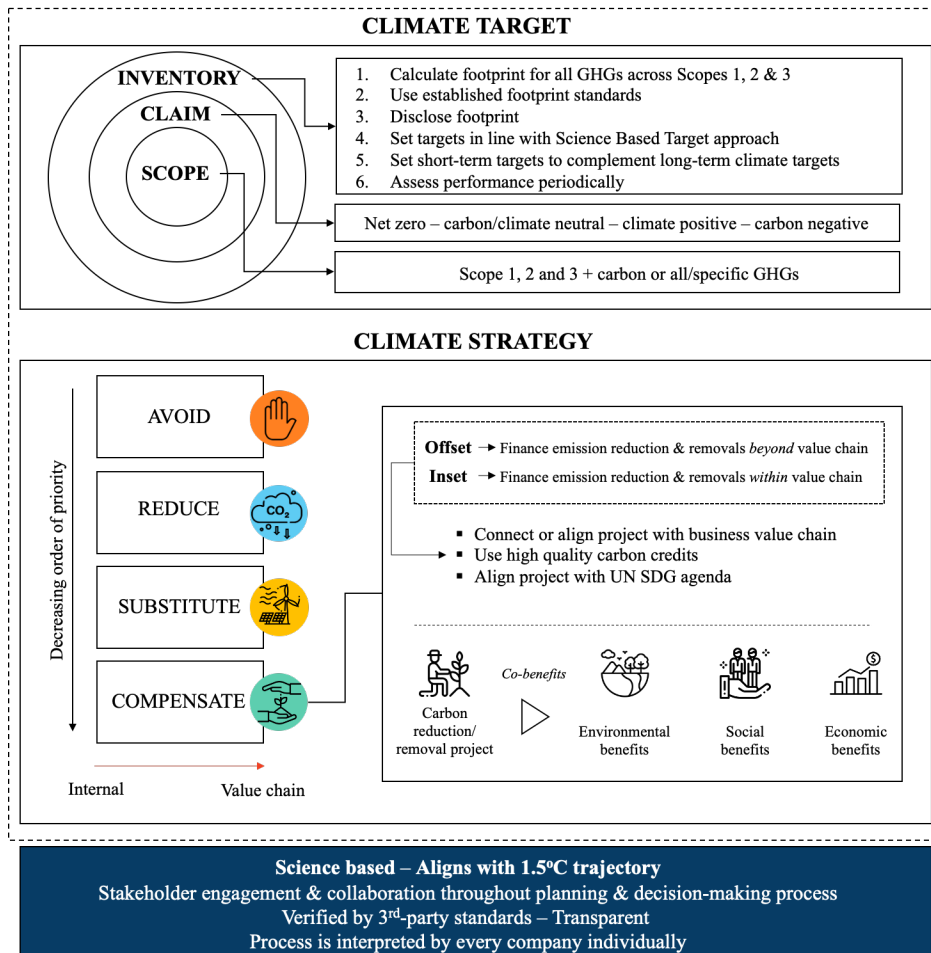 CLIMATE TARGET
INVENTORY
CLAIM
SCOPE
1. Calculate footprint for all GHGs across Scopes 1, 2 & 3
2. Use established footprint standards
3. Disclose footprint
4. Set targets in line with Science Based Target approach
5. Set short-term targets to complement long-term climate targets
6. Assess performance periodically
Net zero – carbon/climate neutral – climate positive – carbon negative
Scope 1, 2 and 3 + carbon or all/specific GHGs
CLIMATE STRATEGY
Decreasing order of priority
AVOID
REDUCE
CO₂
SUBSTITUTE
COMPENSATE
Internal
Value chain
Offset
Finance emission reduction & removals beyond value chain
Inset
Finance emission reduction & removals within value chain
▪ Connect or align project with business value chain
▪ Use high quality carbon credits
▪ Align project with UN SDG agenda
Carbon
reduction/
removal project
Co-benefits
Environmental
benefits
Social
benefits
$
Economic
benefits
Science based – Aligns with 1.5°C trajectory
Stakeholder engagement & collaboration throughout planning & decision-making process
Verified by 3rd-party standards – Transparent
Process is interpreted by every company individually